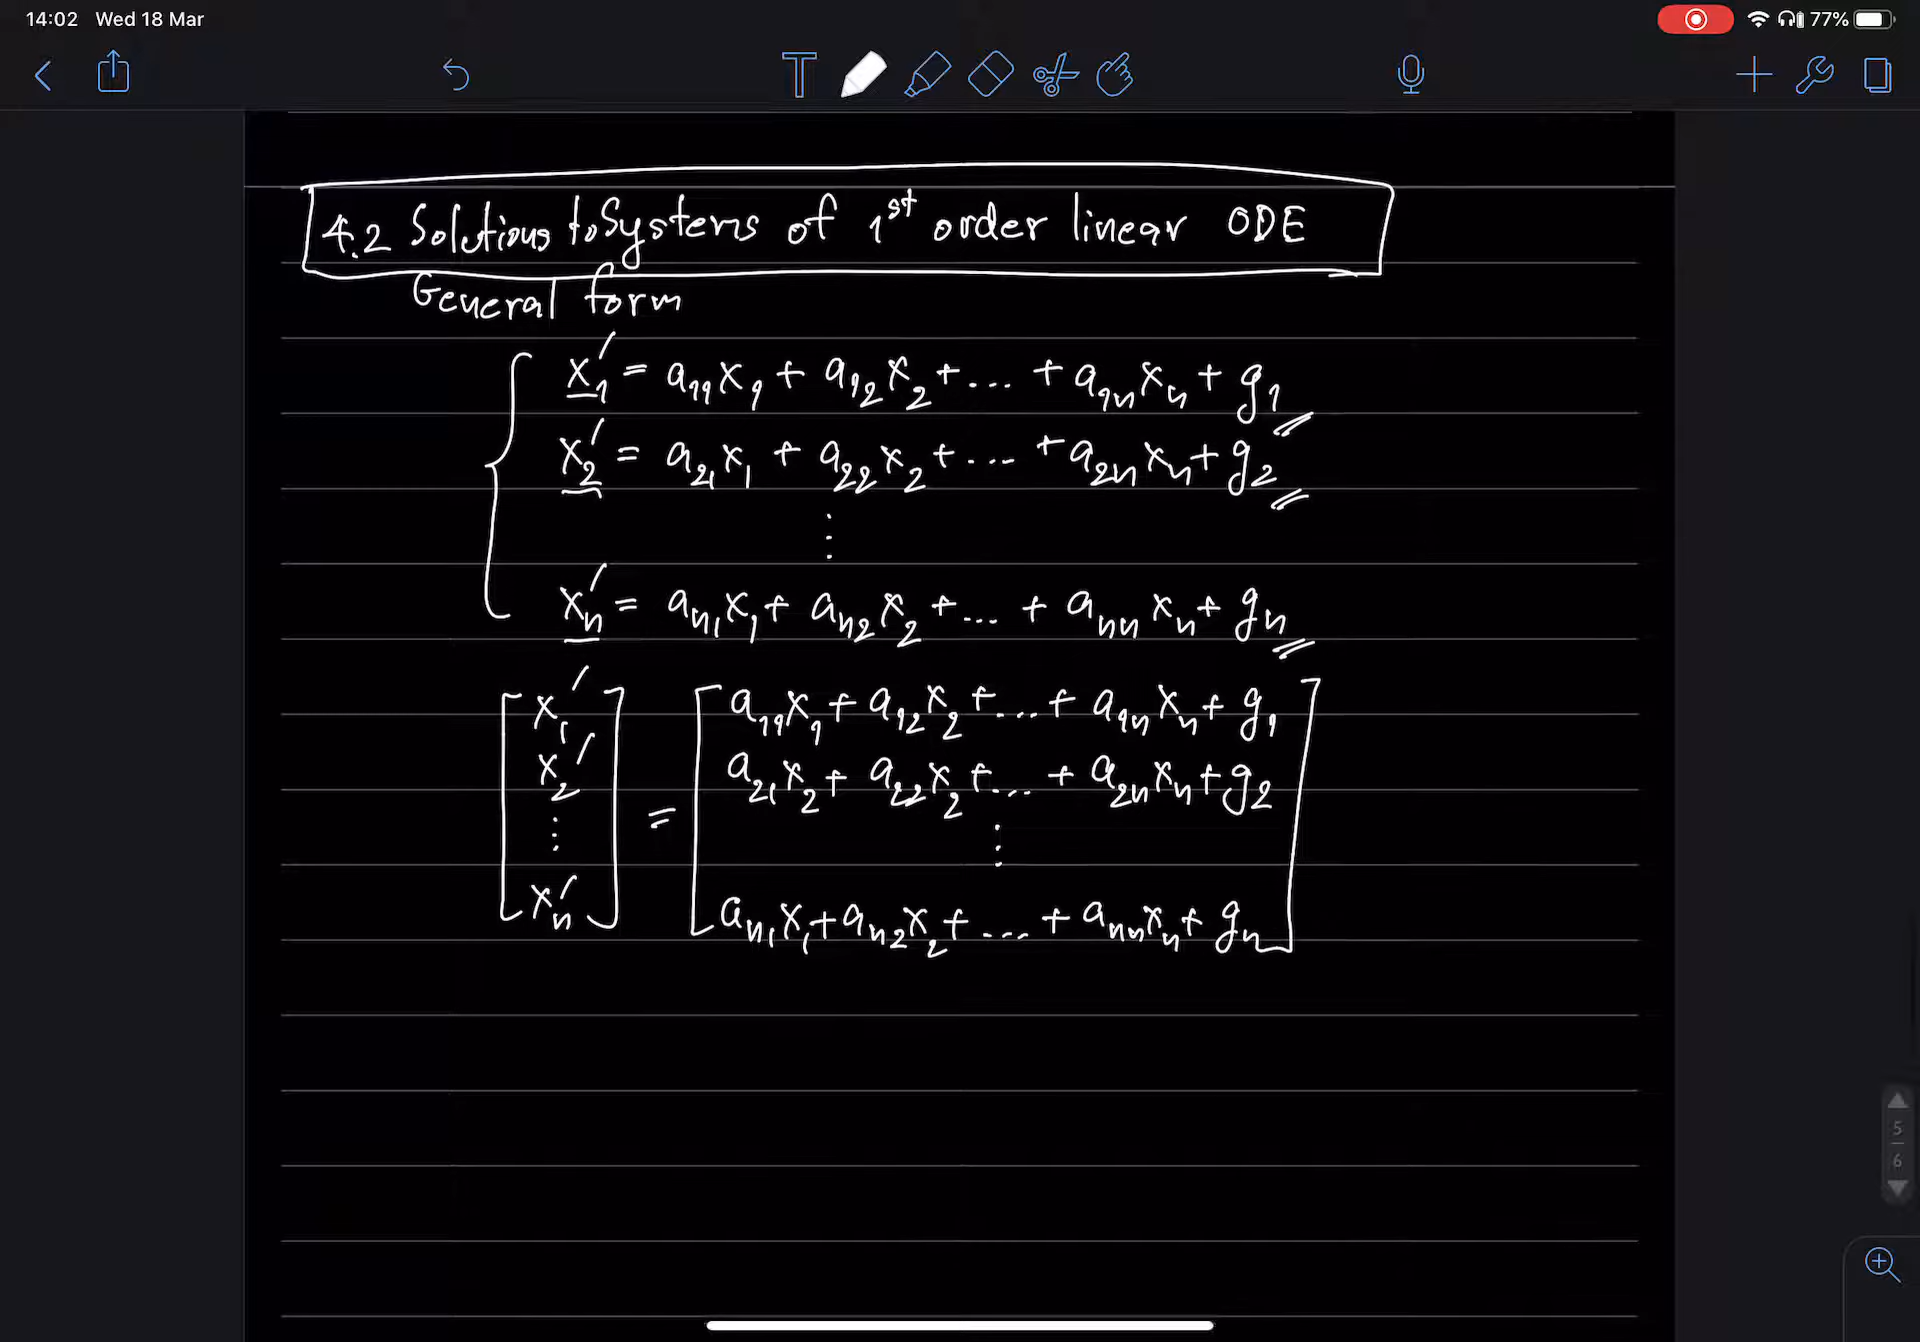 14:02 Wed 18 Mar 77%
4.2 Solutions to Systems of 1st order linear ODE
General form
x₁′ = a₁₁x₁ + a₁₂x₂ + ... + a₁ₙxₙ + g₁
x₂′ = a₂₁x₁ + a₂₂x₂ + ... + a₂ₙxₙ + g₂
⋮
xₙ′ = aₙ₁x₁ + aₙ₂x₂ + ... + aₙₙxₙ + gₙ
[x₁′] = [a₁₁x₁ + a₁₂x₂ + ... + a₁ₙxₙ + g₁]
[x₂′] [a₂₁x₂ + a₂₂x₂ + ... + a₂ₙxₙ + g₂]
⋮ ⋮
[xₙ′] [aₙ₁x₁ + aₙ₂x₂ + ... + aₙₙxₙ + gₙ]
5
6